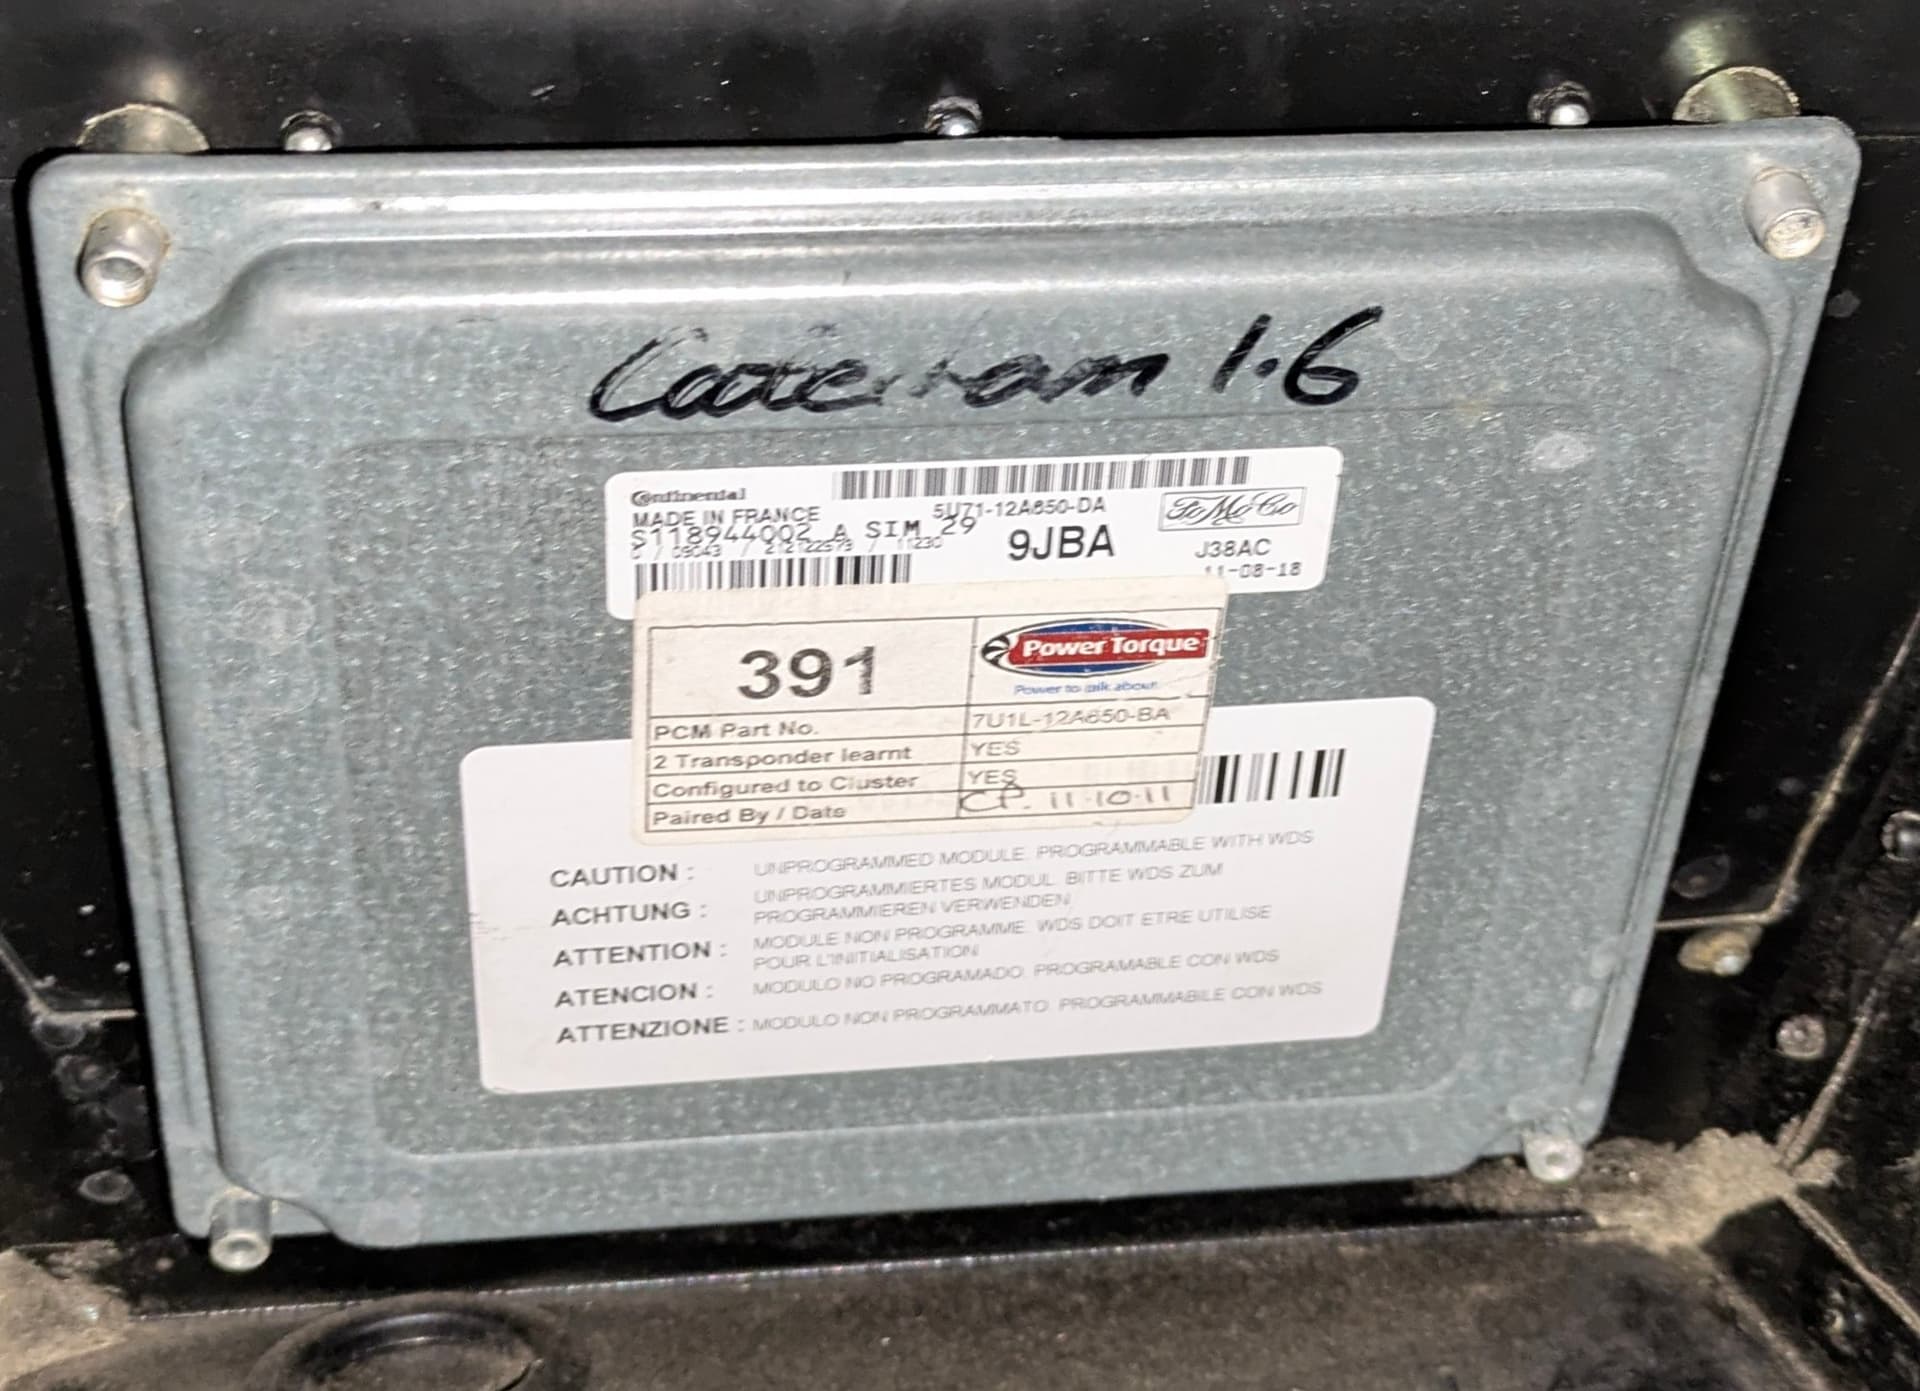 Caterham 1.6
Continental
MADE IN FRANCE
5U71-12A650-DA
FoMoCo
S118944002 A SIM 29
9JBA
J38AC
11-08-18
391
Power Torque
Power to talk about
PCM Part No. 7U1L-12A650-BA
2 Transponder learnt YES
Configured to Cluster YES
Paired By / Date CP. 11-10-11
CAUTION : UNPROGRAMMED MODULE. PROGRAMMABLE WITH WDS
ACHTUNG : UNPROGRAMMIERTES MODUL. BITTE WDS ZUM
PROGRAMMIEREN VERWENDEN
ATTENTION : MODULE NON PROGRAMME. WDS DOIT ETRE UTILISE
POUR L'INITIALISATION
ATENCION : MODULO NO PROGRAMADO. PROGRAMABLE CON WDS
ATTENZIONE : MODULO NON PROGRAMMATO. PROGRAMMABILE CON WDS